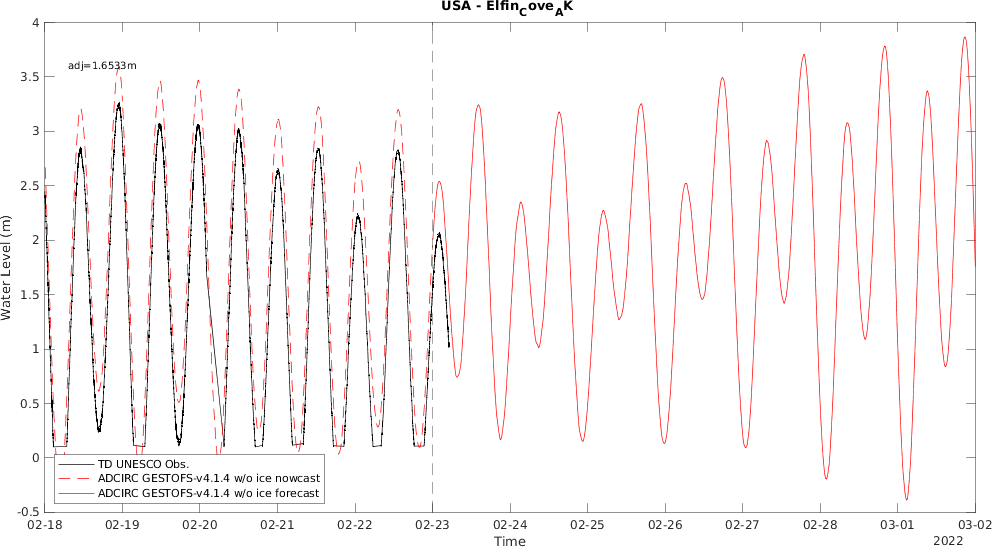 USA - ElfinCoveAK
adj=1.6533m
Water Level (m)
4
3.5
3
2.5
2
1.5
1
0.5
0
-0.5
TD UNESCO Obs.
ADCIRC GESTOFS-v4.1.4 w/o ice nowcast
ADCIRC GESTOFS-v4.1.4 w/o ice forecast
02-18 02-19 02-20 02-21 02-22 02-23 02-24 02-25 02-26 02-27 02-28 03-01 03-02
Time
2022